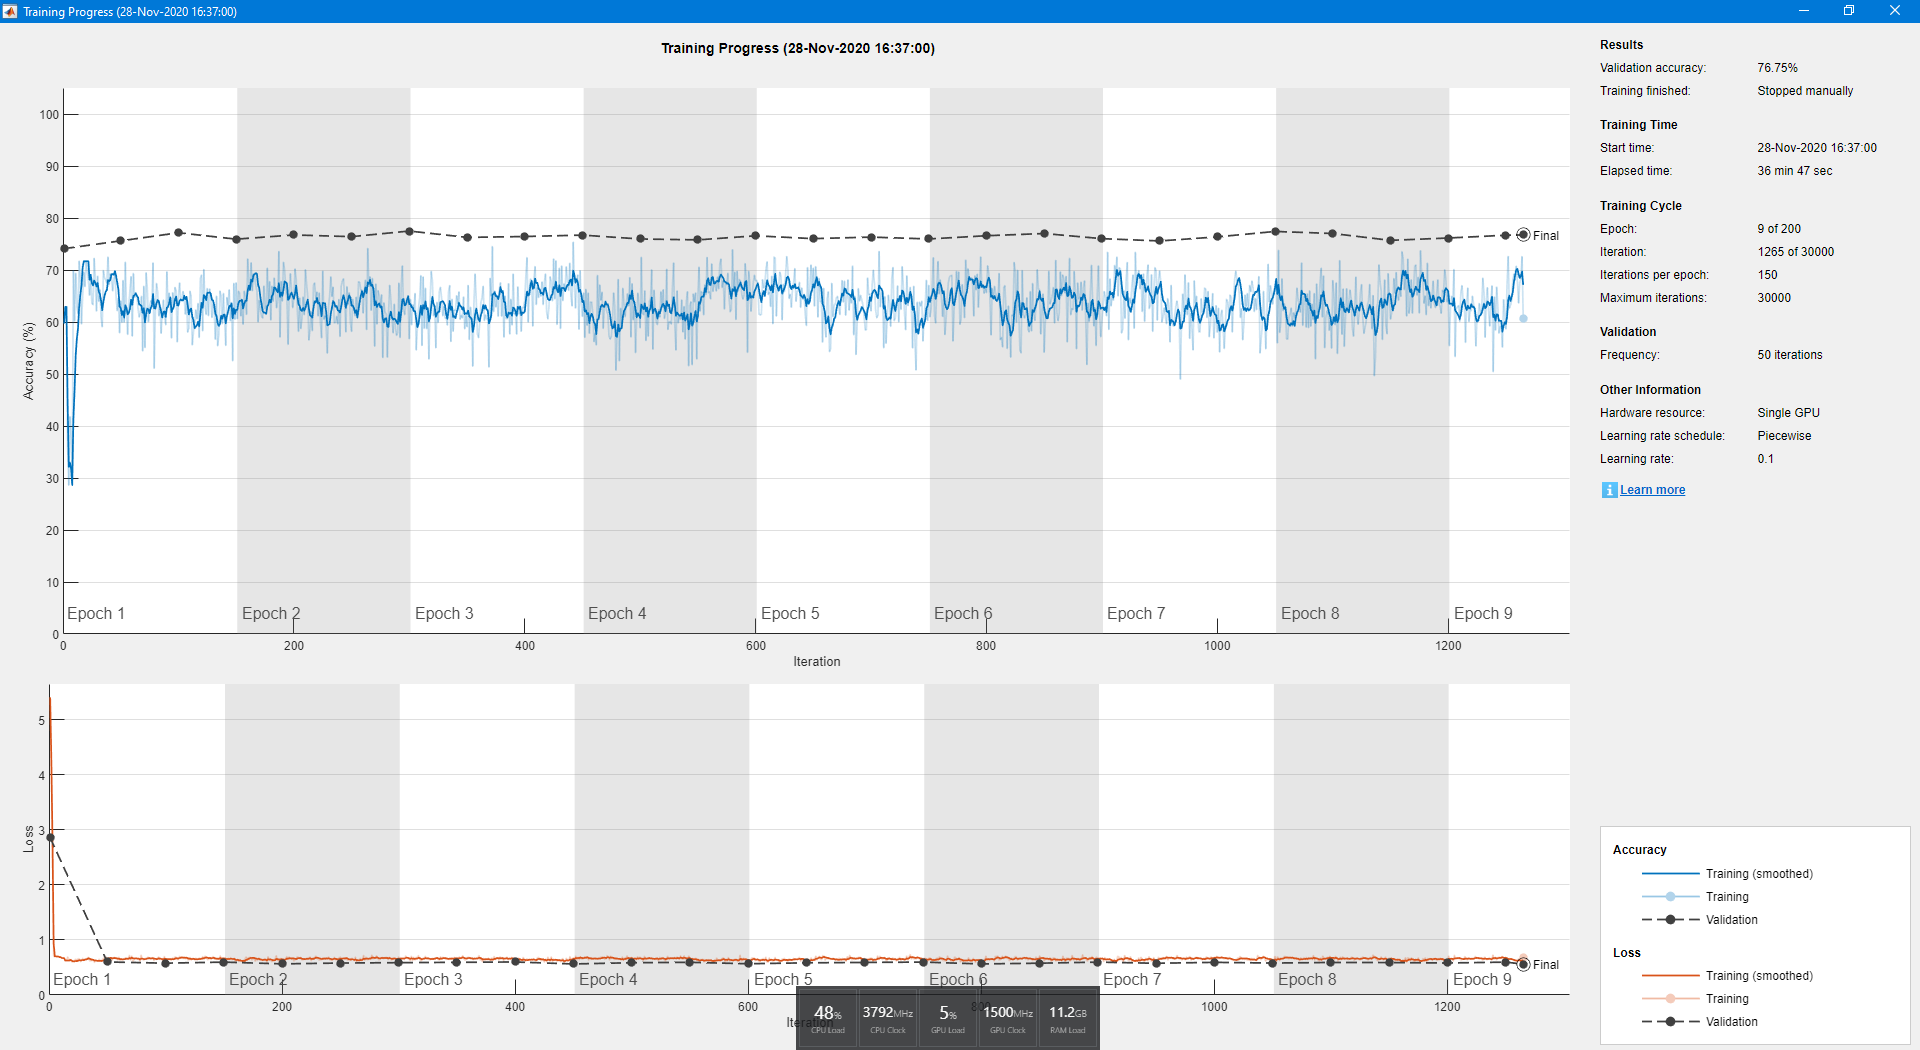 Training Progress (28-Nov-2020 16:37:00)
Training Progress (28-Nov-2020 16:37:00)
100
90
80
70
60
50
40
30
20
10
0
Accuracy (%)
Final
Epoch 1
Epoch 2
Epoch 3
Epoch 4
Epoch 5
Epoch 6
Epoch 7
Epoch 8
Epoch 9
0
200
400
600
800
1000
1200
Iteration
5
4
3
2
1
0
Loss
Final
Epoch 1
Epoch 2
Epoch 3
Epoch 4
Epoch 5
Epoch 6
Epoch 7
Epoch 8
Epoch 9
0
200
400
600
800
1000
1200
Iteration
48% 3792MHz 5% 1500MHz 11.2GB
CPU Load CPU Clock GPU Load GPU Clock RAM Load
Results
Validation accuracy: 76.75%
Training finished: Stopped manually
Training Time
Start time: 28-Nov-2020 16:37:00
Elapsed time: 36 min 47 sec
Training Cycle
Epoch: 9 of 200
Iteration: 1265 of 30000
Iterations per epoch: 150
Maximum iterations: 30000
Validation
Frequency: 50 iterations
Other Information
Hardware resource: Single GPU
Learning rate schedule: Piecewise
Learning rate: 0.1
i Learn more
Accuracy
Training (smoothed)
Training
Validation
Loss
Training (smoothed)
Training
Validation